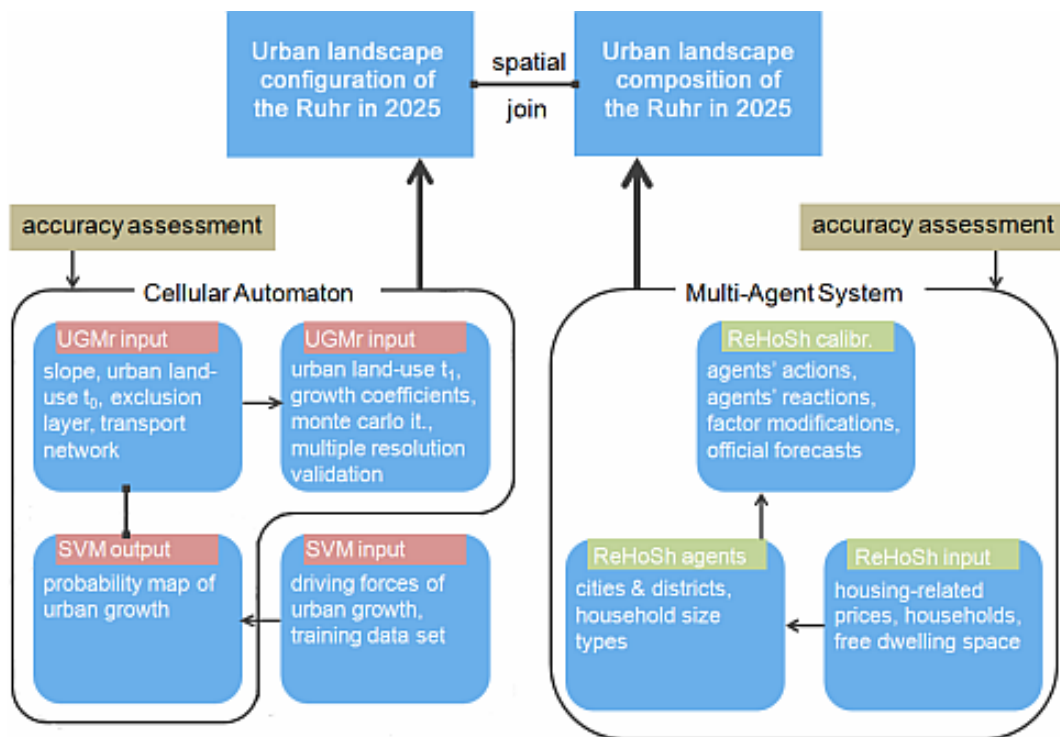 Urban landscape
configuration of
the Ruhr in 2025
spatial
join
Urban landscape
composition of
the Ruhr in 2025
accuracy assessment
accuracy assessment
Cellular Automaton
UGMr input
slope, urban land-
use t₀, exclusion
layer, transport
network
UGMr input
urban land-use t₁,
growth coefficients,
monte carlo it.,
multiple resolution
validation
SVM output
probability map of
urban growth
SVM input
driving forces of
urban growth,
training data set
Multi-Agent System
ReHoSh calibr.
agents' actions,
agents' reactions,
factor modifications,
official forecasts
ReHoSh agents
cities & districts,
household size
types
ReHoSh input
housing-related
prices, households,
free dwelling space